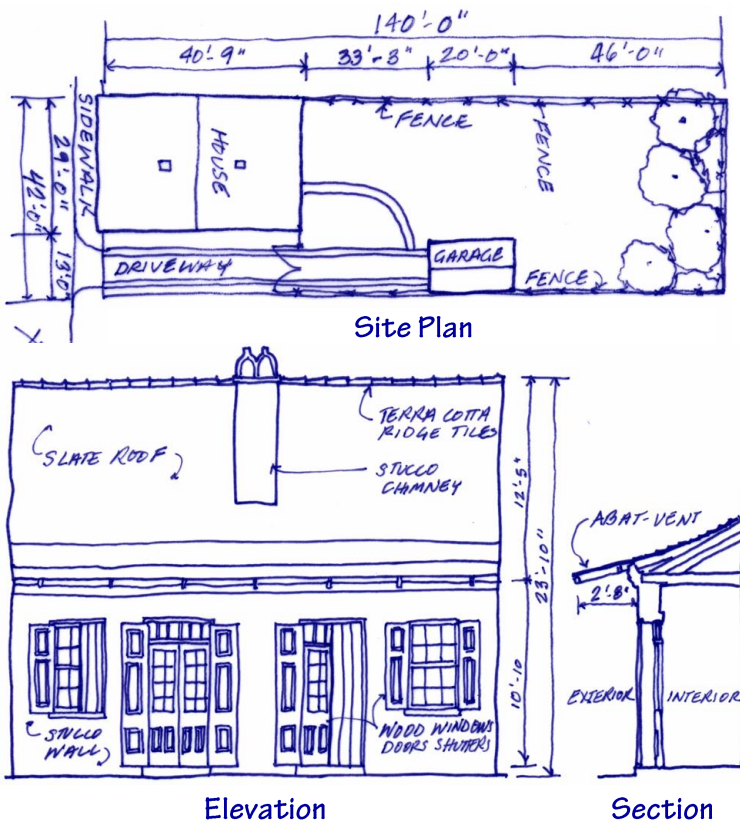 140'-0"
40'-9"
33'-3"
20'-0"
46'-0"
SIDEWALK
29'-0"
42'-0"
13'-0"
HOUSE
FENCE
FENCE
DRIVEWAY
GARAGE
FENCE
Site Plan
TERRA COTTA
RIDGE TILES
SLATE ROOF
STUCCO
CHIMNEY
12'-5"
23'-10"
10'-10
ABAT-VENT
2'-8"
EXTERIOR
INTERIOR
STUCCO
WALL
WOOD WINDOWS
DOORS SHUTTERS
Elevation
Section